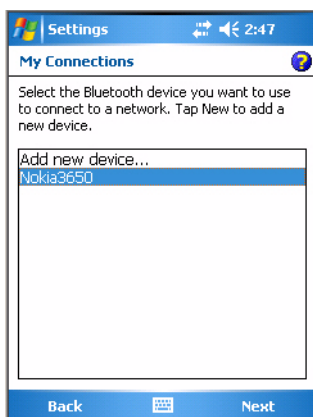 Settings 2:47
My Connections
Select the Bluetooth device you want to use
to connect to a network. Tap New to add a
new device.
Add new device...
Nokia3650
Back Next